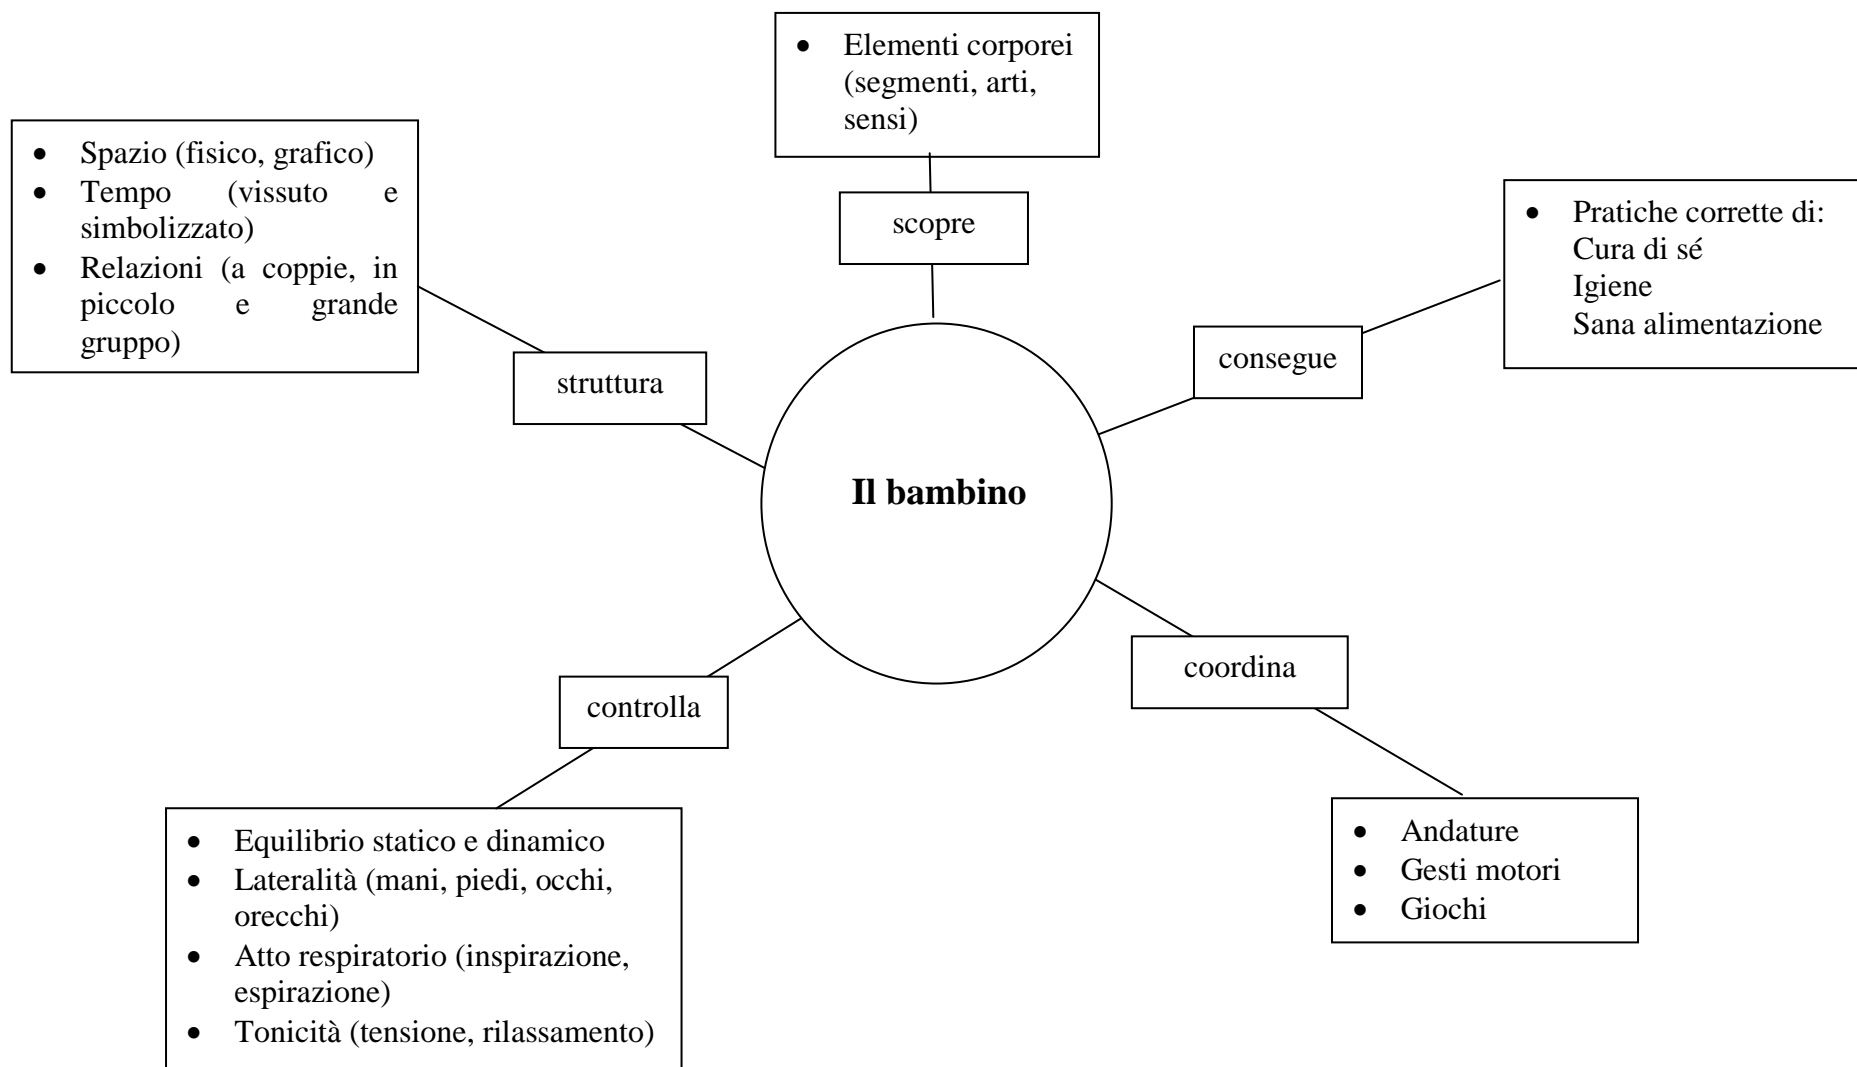 • Elementi corporei
(segmenti, arti,
sensi)
scopre
• Spazio (fisico, grafico)
• Tempo (vissuto e
simbolizzato)
• Relazioni (a coppie, in
piccolo e grande
gruppo)
struttura
• Pratiche corrette di:
Cura di sé
Igiene
Sana alimentazione
consegue
Il bambino
coordina
controlla
• Equilibrio statico e dinamico
• Lateralità (mani, piedi, occhi,
orecchi)
• Atto respiratorio (inspirazione,
espirazione)
• Tonicità (tensione, rilassamento)
• Andature
• Gesti motori
• Giochi